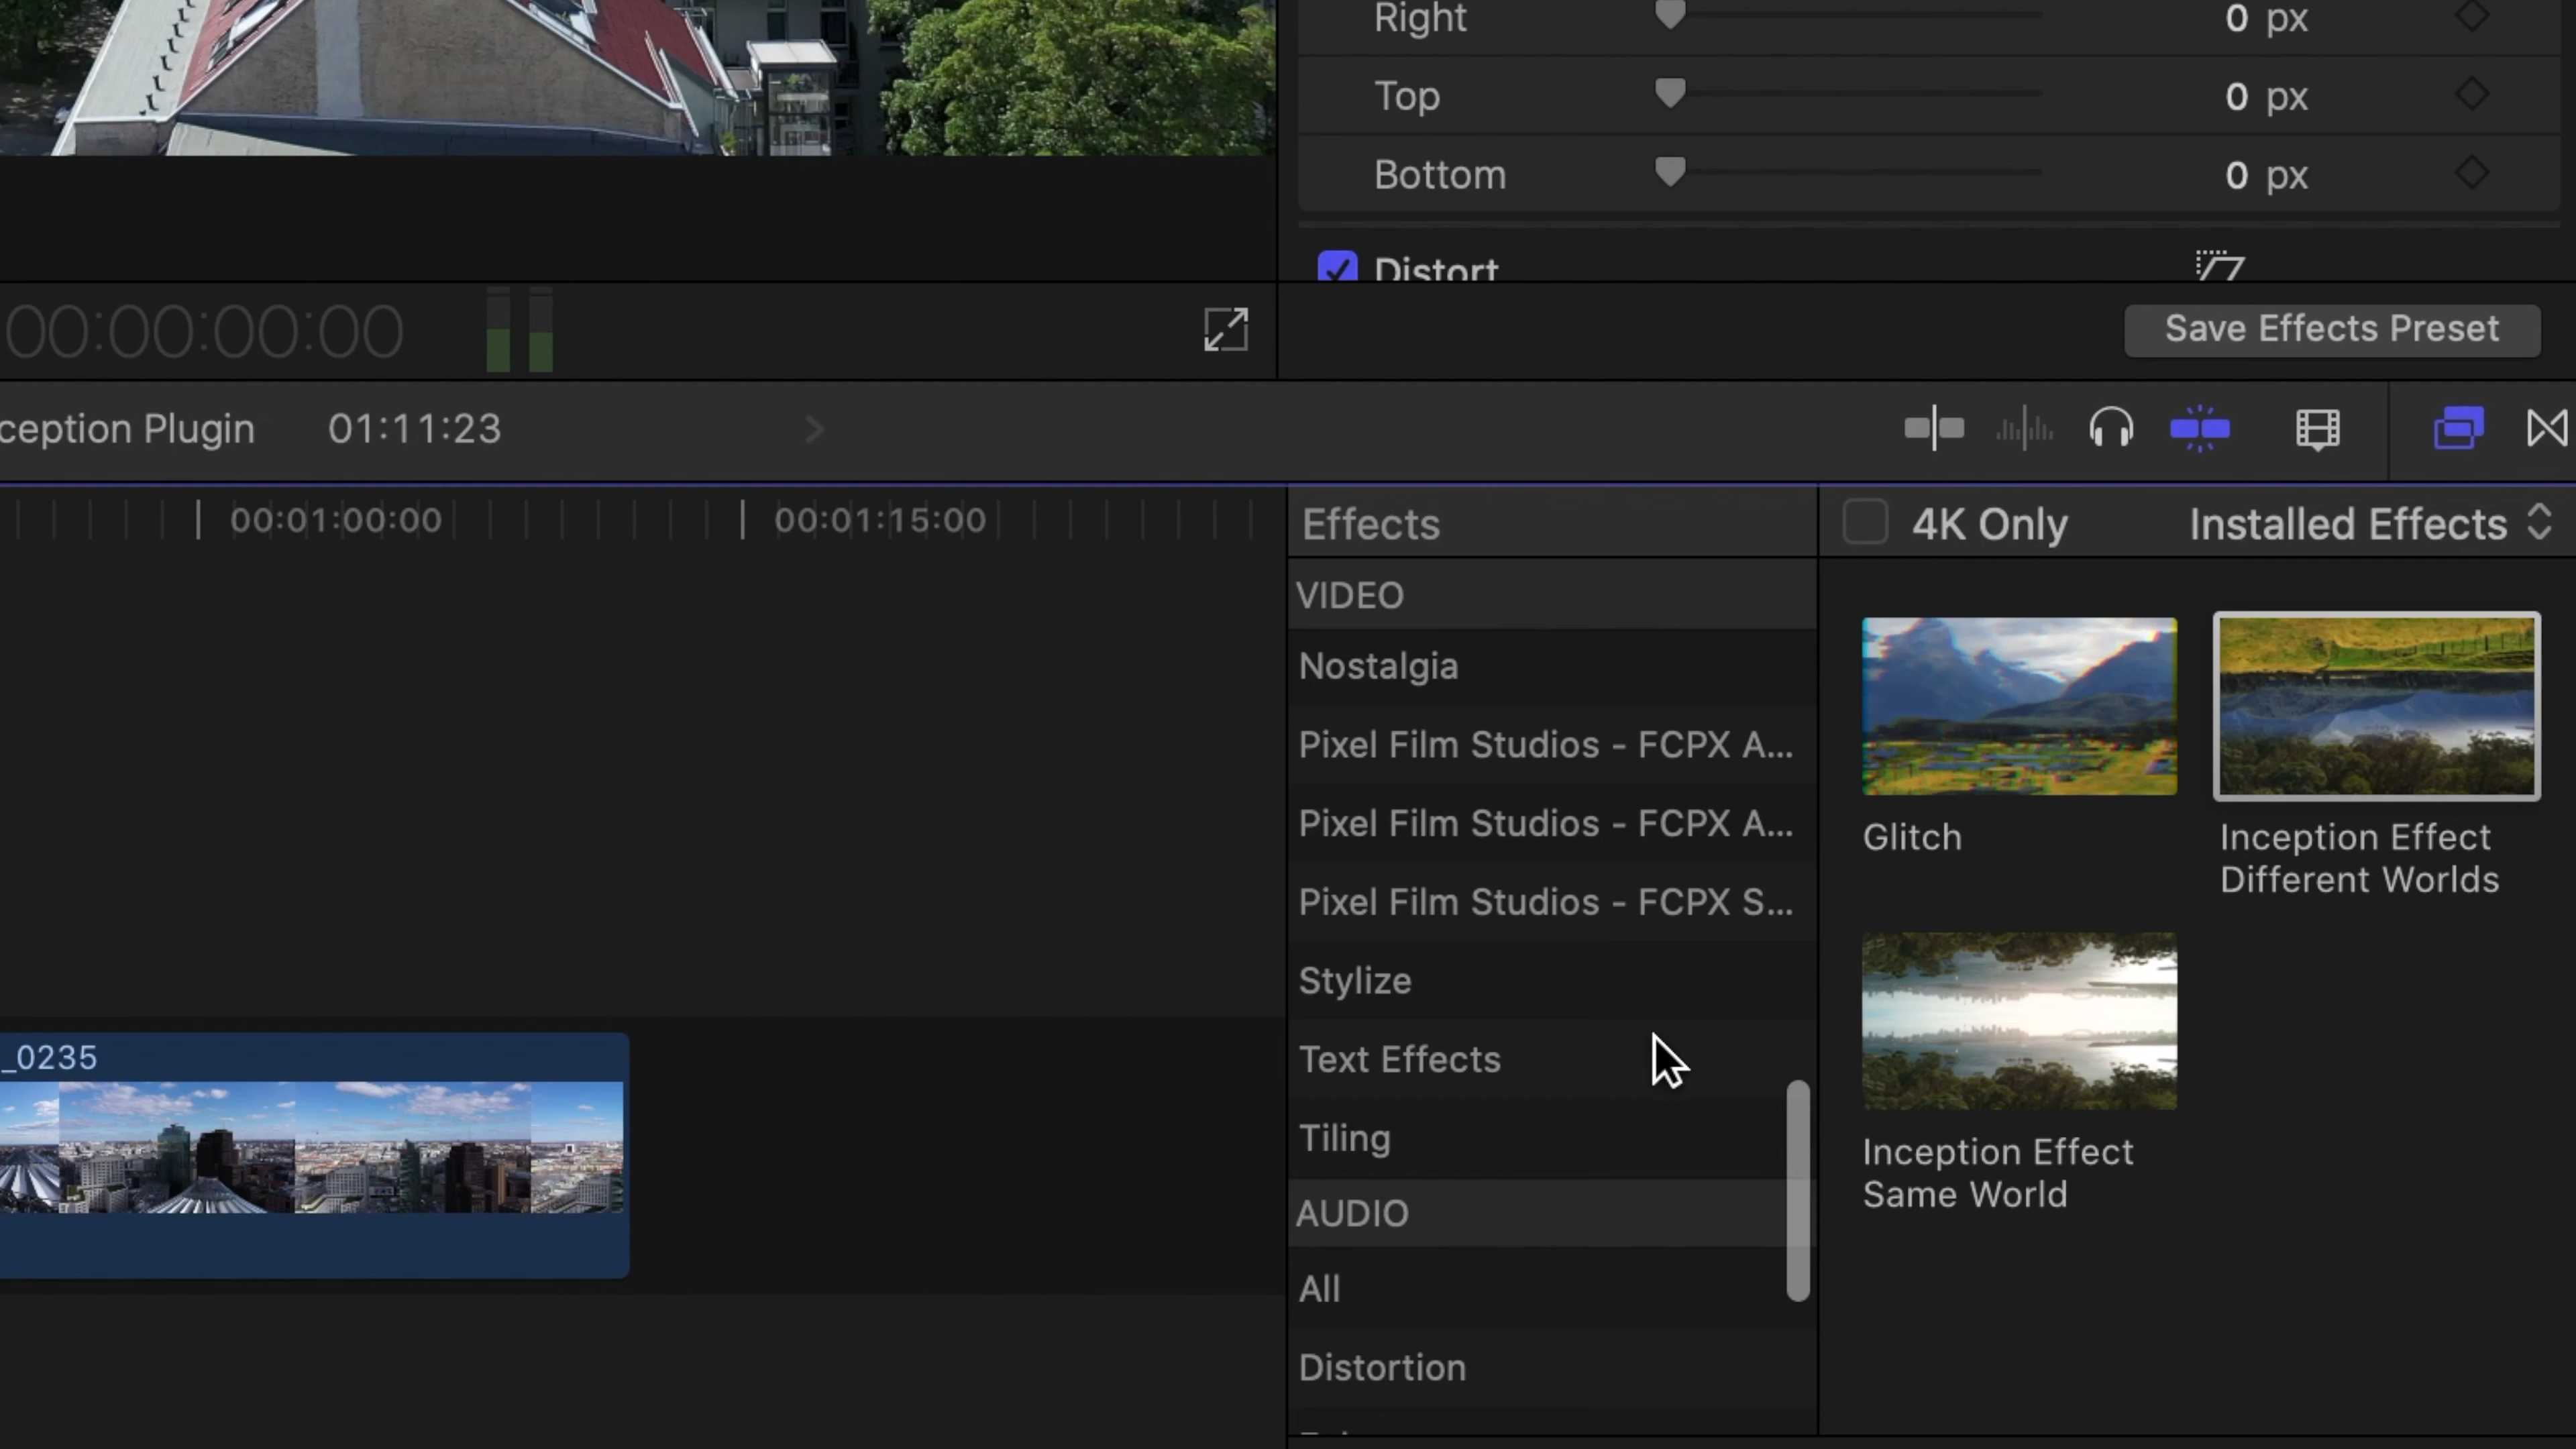 Right 0 px
Top 0 px
Bottom 0 px
Distort
00:00:00:00
Save Effects Preset
ception Plugin 01:11:23
00:01:00:00 00:01:15:00
Effects
4K Only Installed Effects
VIDEO
Nostalgia
Pixel Film Studios - FCPX A...
Pixel Film Studios - FCPX A...
Pixel Film Studios - FCPX S...
Stylize
Text Effects
Tiling
AUDIO
All
Distortion
Glitch
Inception Effect
Different Worlds
Inception Effect
Same World
_0235